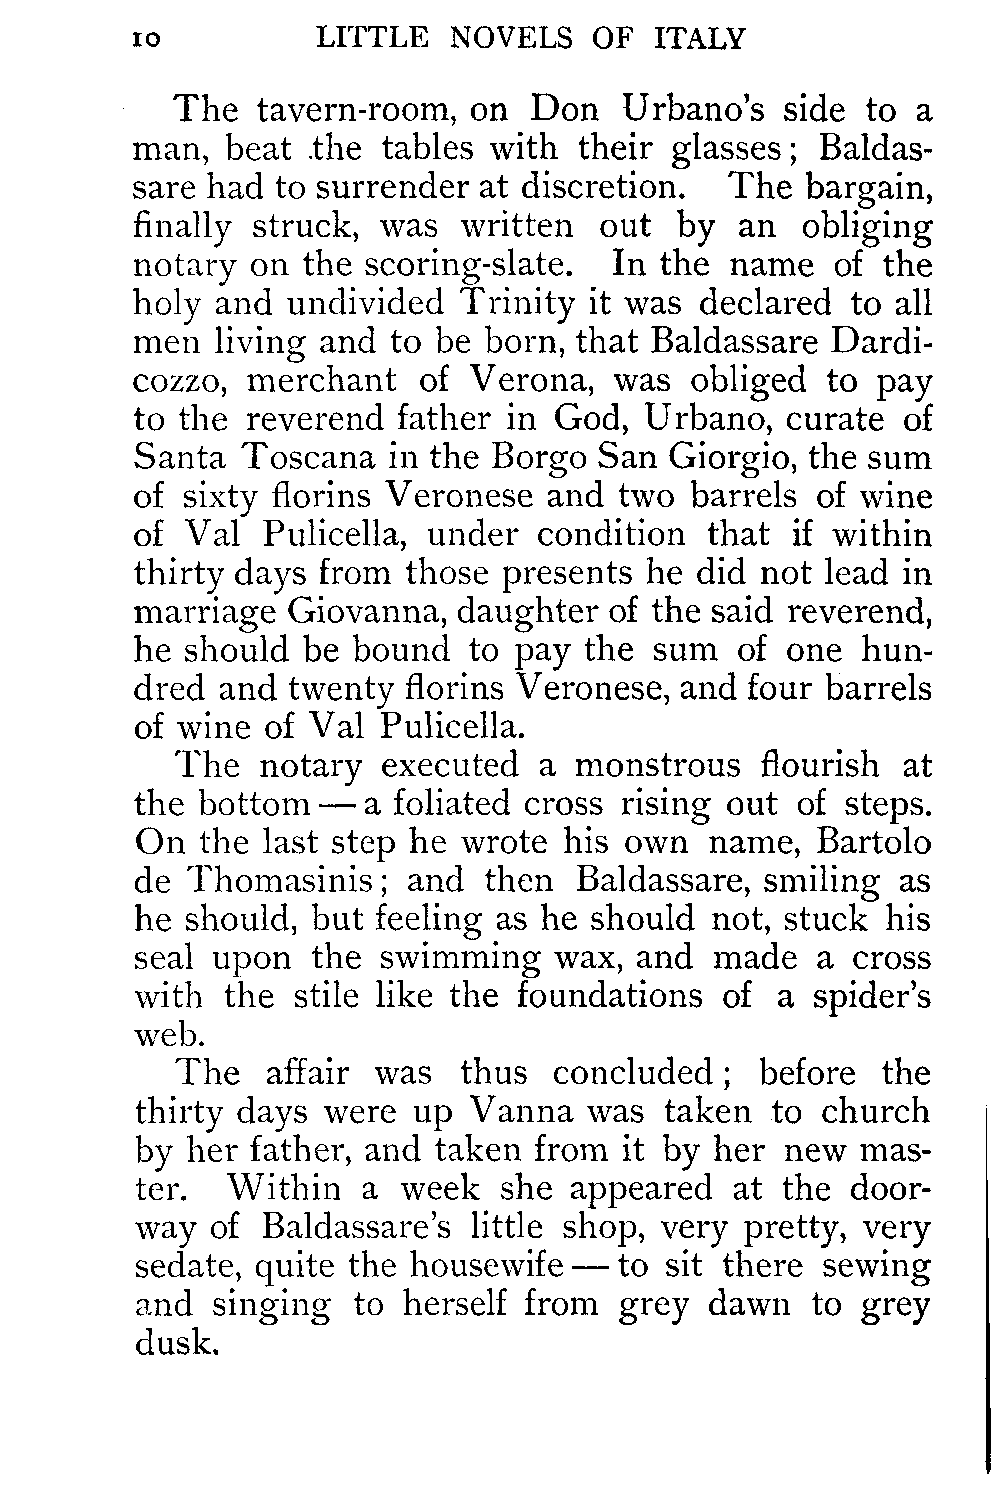 10 LITTLE NOVELS OF ITALY
The tavern-room, on Don Urbano's side to a
man, beat the tables with their glasses; Baldas-
sare had to surrender at discretion. The bargain,
finally struck, was written out by an obliging
notary on the scoring-slate. In the name of the
holy and undivided Trinity it was declared to all
men living and to be born, that Baldassare Dardi-
cozzo, merchant of Verona, was obliged to pay
to the reverend father in God, Urbano, curate of
Santa Toscana in the Borgo San Giorgio, the sum
of sixty florins Veronese and two barrels of wine
of Val Pulicella, under condition that if within
thirty days from those presents he did not lead in
marriage Giovanna, daughter of the said reverend,
he should be bound to pay the sum of one hun-
dred and twenty florins Veronese, and four barrels
of wine of Val Pulicella.
The notary executed a monstrous flourish at
the bottom — a foliated cross rising out of steps.
On the last step he wrote his own name, Bartolo
de Thomasinis; and then Baldassare, smiling as
he should, but feeling as he should not, stuck his
seal upon the swimming wax, and made a cross
with the stile like the foundations of a spider's
web.
The affair was thus concluded; before the
thirty days were up Vanna was taken to church
by her father, and taken from it by her new mas-
ter. Within a week she appeared at the door-
way of Baldassare's little shop, very pretty, very
sedate, quite the housewife — to sit there sewing
and singing to herself from grey dawn to grey
dusk.